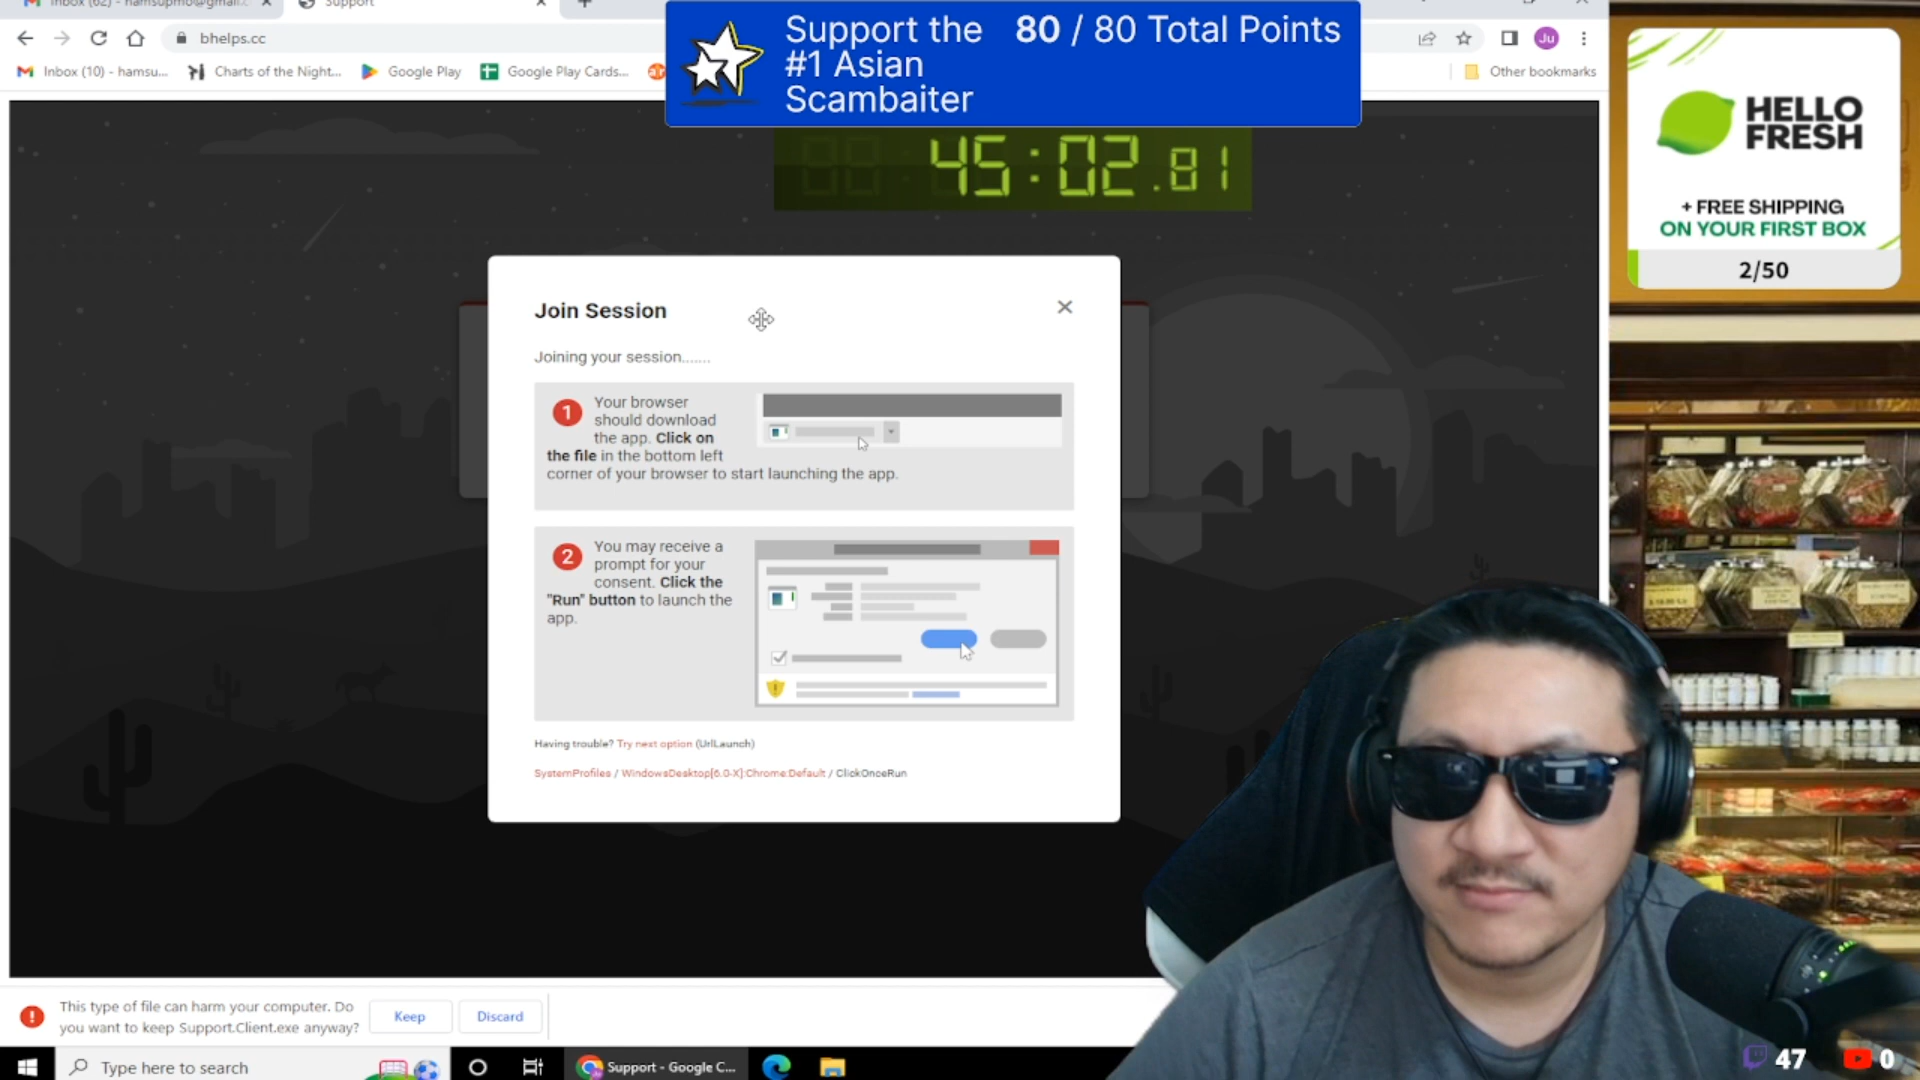 Inbox (62) - hamsupmo@gmail.c
Support
bhelps.cc
Ju
Inbox (10) - hamsu...
Charts of the Night...
Google Play
Google Play Cards...
Other bookmarks
Support the
#1 Asian
Scambaiter
80 / 80 Total Points
45:02.81
HELLO
FRESH
+ FREE SHIPPING
ON YOUR FIRST BOX
2/50
Join Session
Joining your session.......
1
Your browser
should download
the app. Click on
the file in the bottom left
corner of your browser to start launching the app.
2
You may receive a
prompt for your
consent. Click the
"Run" button to launch the
app.
Having trouble? Try next option (UrlLaunch)
SystemProfiles / WindowsDesktop[6.0-X]:Chrome:Default / ClickOnceRun
This type of file can harm your computer. Do
you want to keep Support.Client.exe anyway?
Keep
Discard
Type here to search
Support - Google C...
47
0